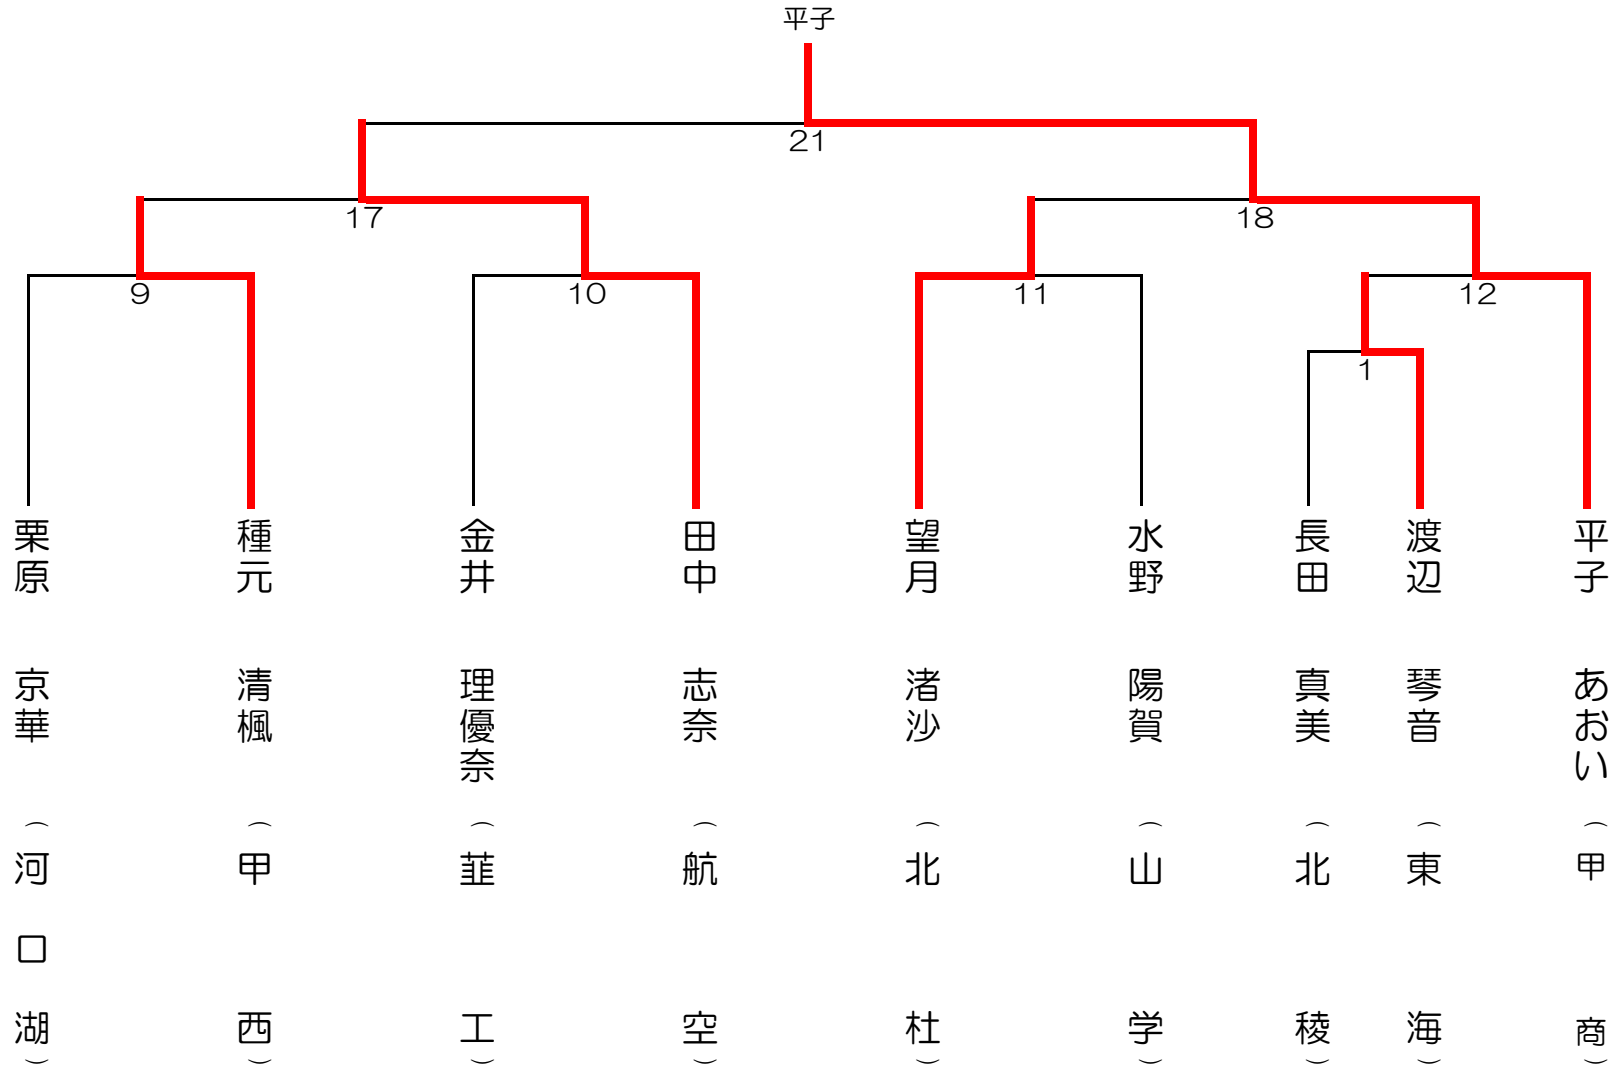 平子
21
17
18
9
10
11
12
1
栗原 京華 （河口湖）
種元 清楓 （甲西）
金井 理優奈 （韮工）
田中 志奈 （航空）
望月 渚沙 （北杜）
水野 陽賀 （山学）
長田 真美 （北稜）
渡辺 琴音 （東海）
平子 あおい （甲商）